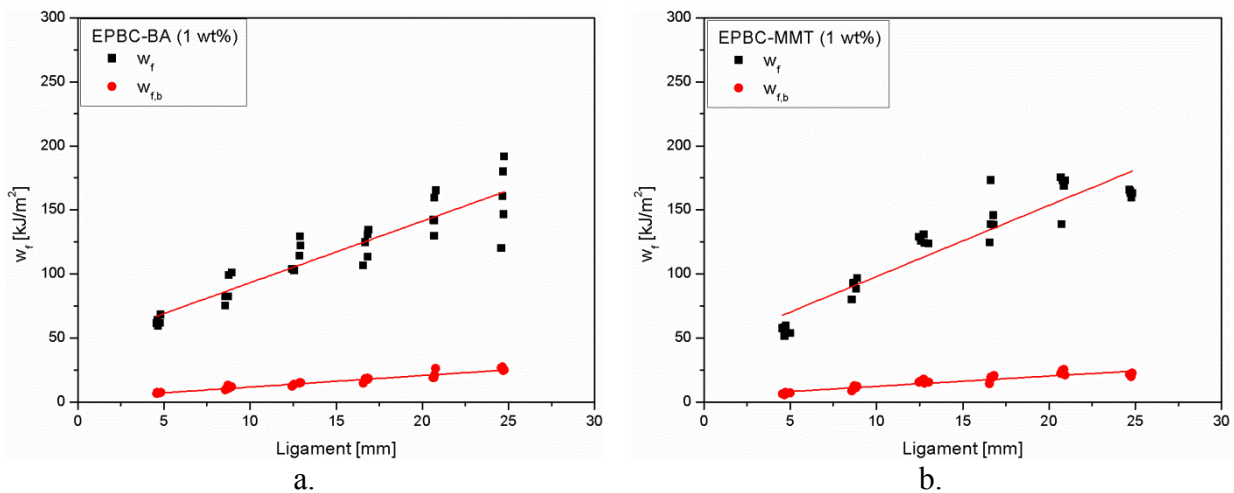 EPBC-BA (1 wt%)
w_f
w_f,b
300
250
200
150
100
50
0
w_f [kJ/m²]
0 5 10 15 20 25 30
Ligament [mm]
a.
EPBC-MMT (1 wt%)
w_f
w_f,b
300
250
200
150
100
50
0
w_f [kJ/m²]
0 5 10 15 20 25 30
Ligament [mm]
b.